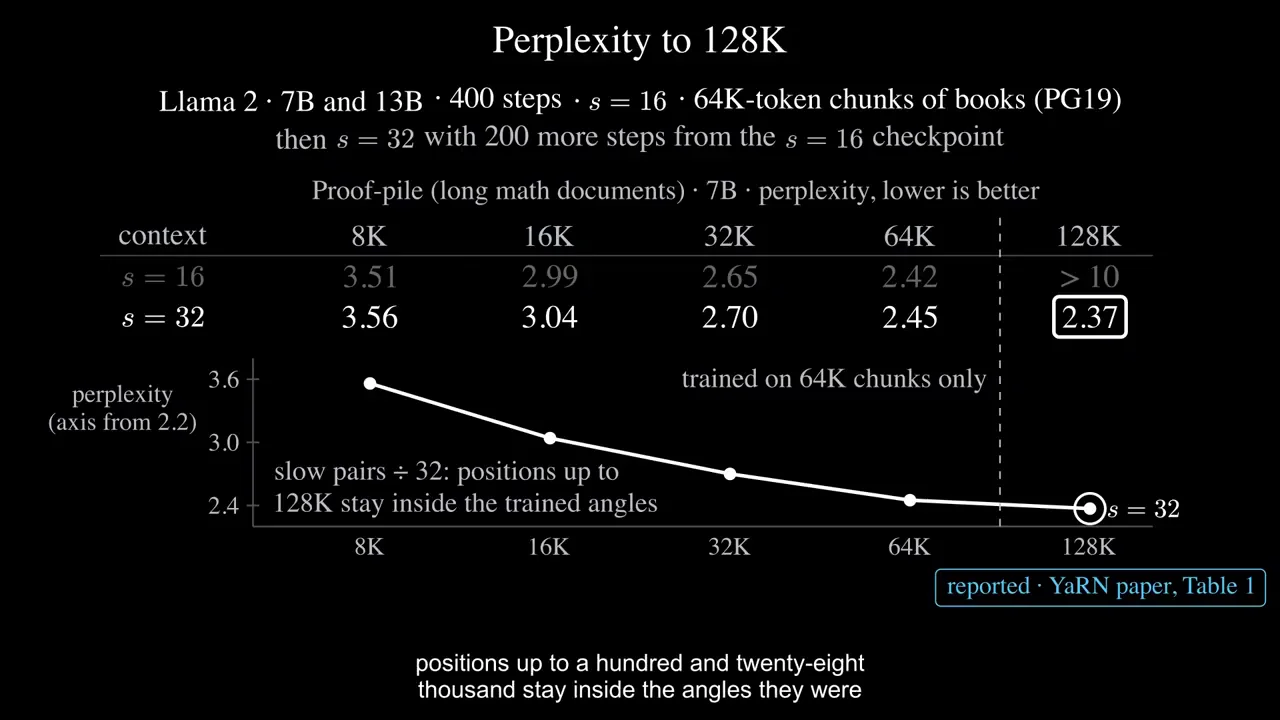 Perplexity to 128K
Llama 2 · 7B and 13B · 400 steps · s = 16 · 64K-token chunks of books (PG19)
then s = 32 with 200 more steps from the s = 16 checkpoint
Proof-pile (long math documents) · 7B · perplexity, lower is better
context 8K 16K 32K 64K 128K
s = 16 3.51 2.99 2.65 2.42 > 10
s = 32 3.56 3.04 2.70 2.45 2.37
trained on 64K chunks only
perplexity
(axis from 2.2)
3.6
3.0
2.4
slow pairs ÷ 32: positions up to
128K stay inside the trained angles
s = 32
8K 16K 32K 64K 128K
reported · YaRN paper, Table 1
positions up to a hundred and twenty-eight
thousand stay inside the angles they were